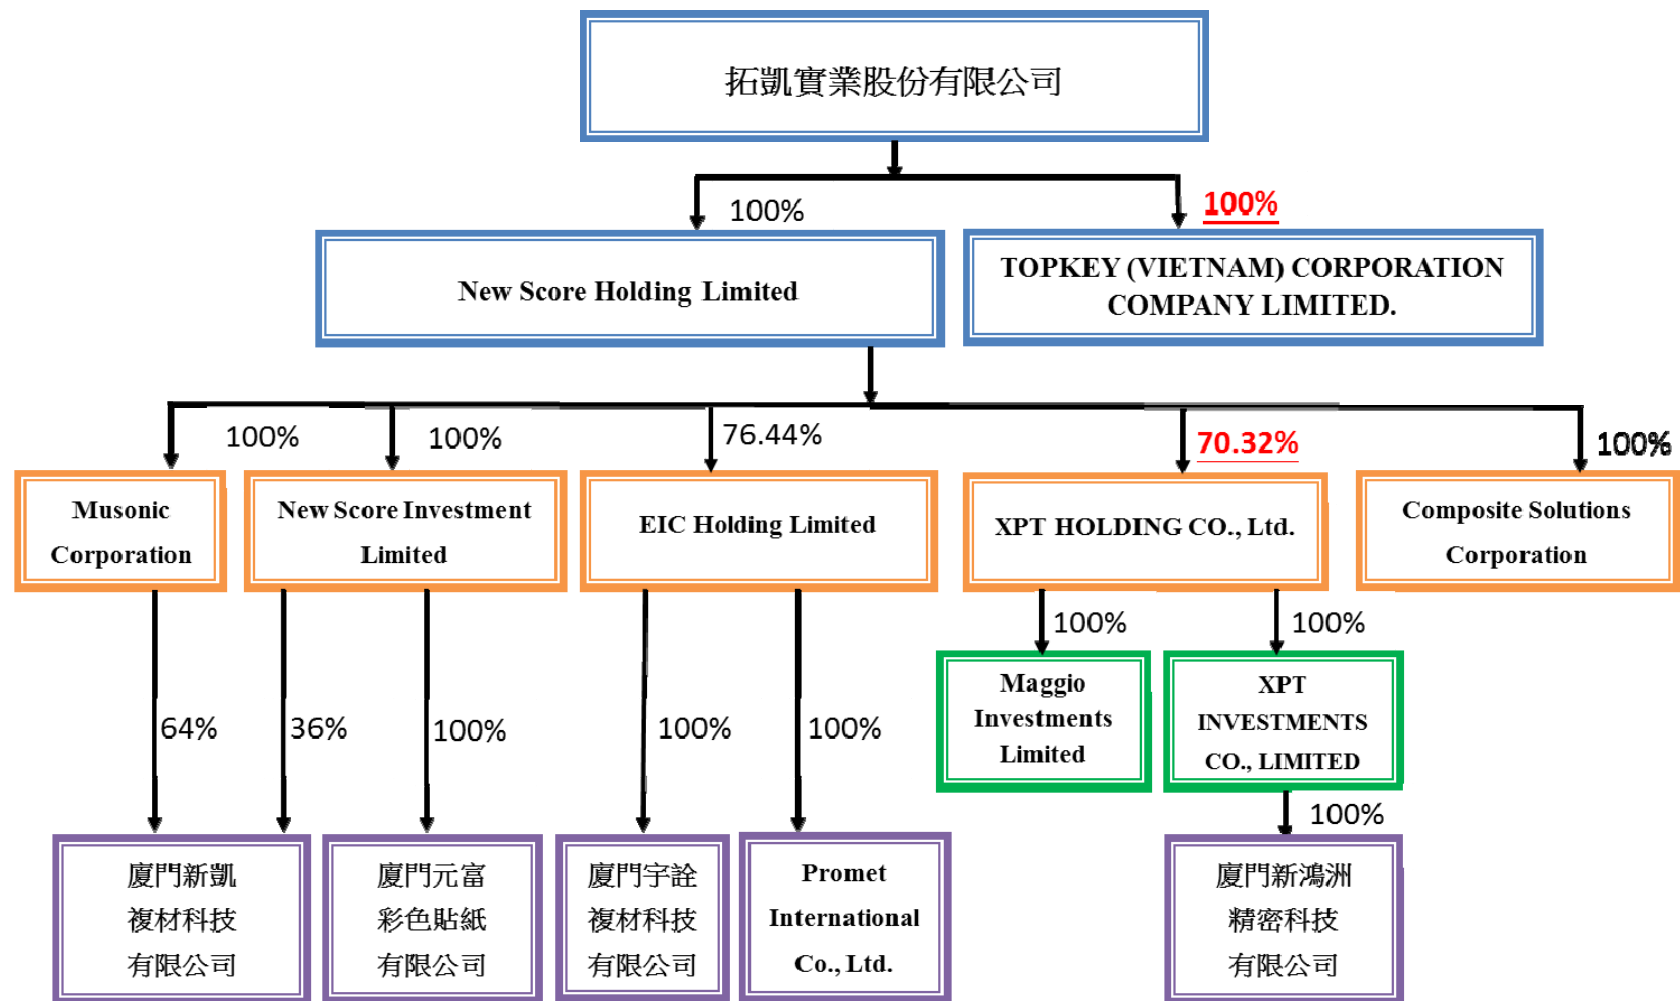 拓凱實業股份有限公司
100%
100%
New Score Holding Limited
TOPKEY (VIETNAM) CORPORATION
COMPANY LIMITED.
100%
100%
76.44%
70.32%
100%
Musonic
Corporation
New Score Investment
Limited
EIC Holding Limited
XPT HOLDING CO., Ltd.
Composite Solutions
Corporation
100%
100%
Maggio
Investments
Limited
XPT
INVESTMENTS
CO., LIMITED
64%
36%
100%
100%
100%
100%
廈門新凱
複材科技
有限公司
廈門元富
彩色貼紙
有限公司
廈門宇詮
複材科技
有限公司
Promet
International
Co., Ltd.
廈門新鴻洲
精密科技
有限公司